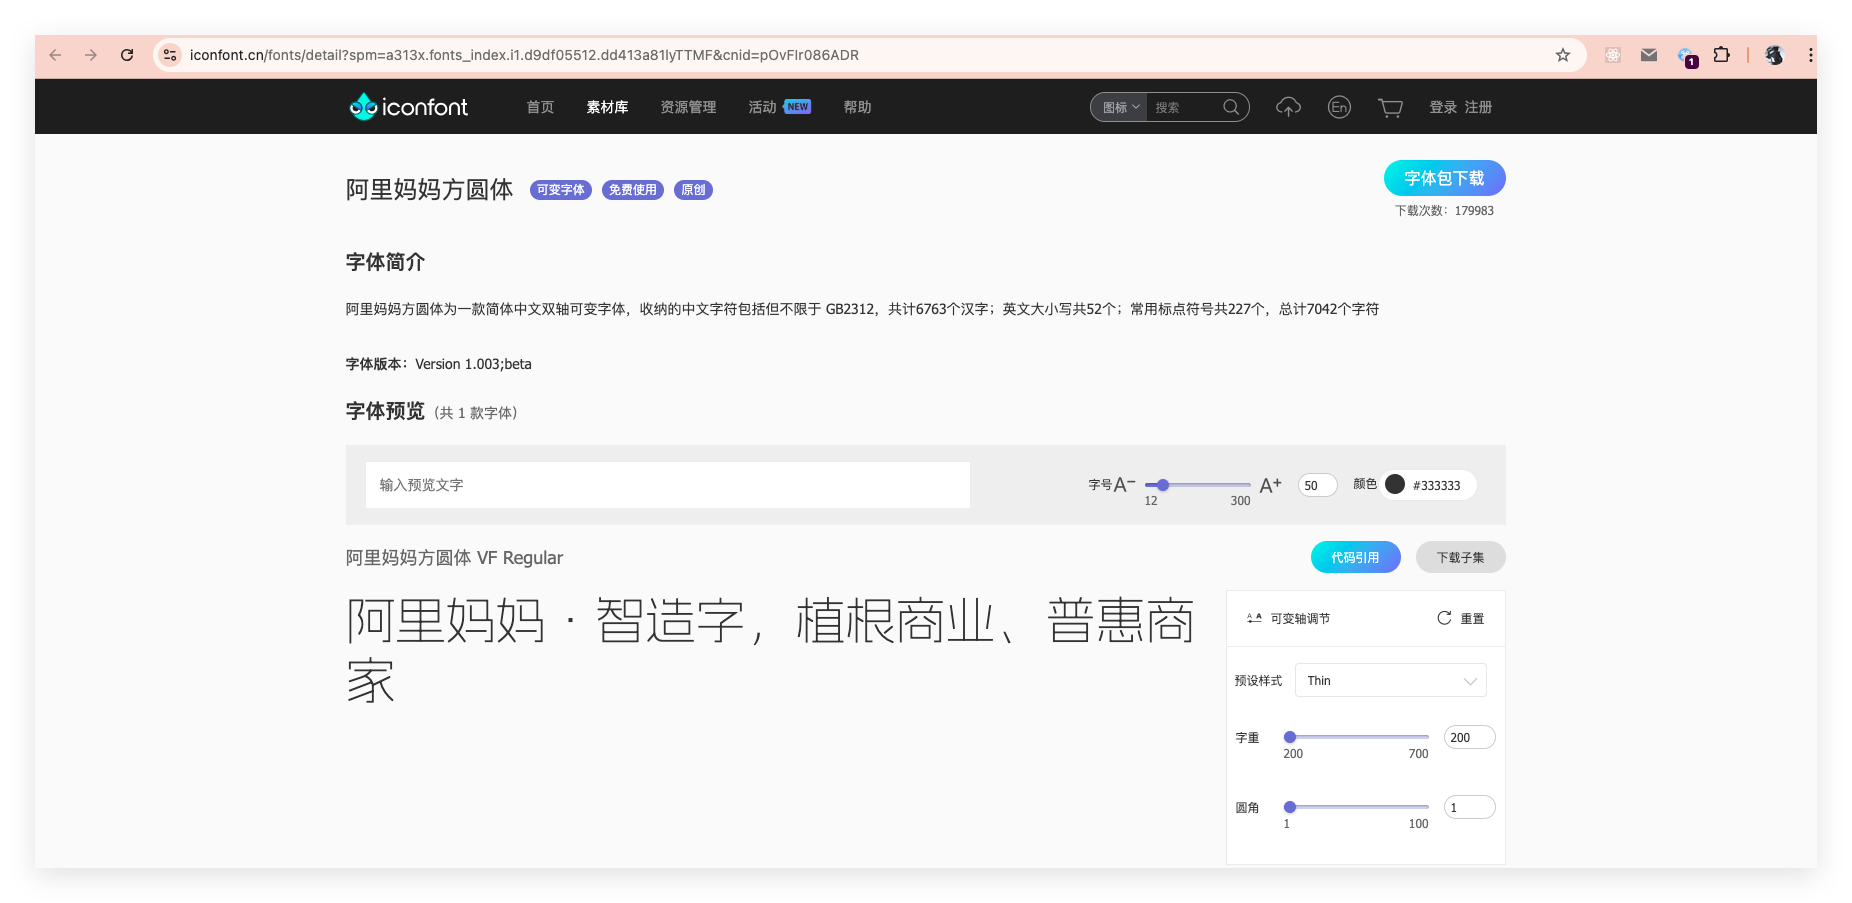 iconfont.cn/fonts/detail?spm=a313x.fonts_index.i1.d9df05512.dd413a81lyTTMF&cnid=pOvFIr086ADR
1
iconfont 首页 素材库 资源管理 活动 NEW 帮助 图标 搜索 En 登录 注册
阿里妈妈方圆体 可变字体 免费使用 原创 字体包下载
下载次数：179983
字体简介
阿里妈妈方圆体为一款简体中文双轴可变字体，收纳的中文字符包括但不限于 GB2312，共计6763个汉字；英文大小写共52个；常用标点符号共227个，总计7042个字符
字体版本：Version 1.003;beta
字体预览（共 1 款字体）
输入预览文字 字号 A− A+ 50 颜色 #333333
12 300
阿里妈妈方圆体 VF Regular 代码引用 下载子集
阿里妈妈·智造字，植根商业、普惠商
家
可变轴调节 重置
预设样式 Thin
字重 200
200 700
圆角 1
1 100